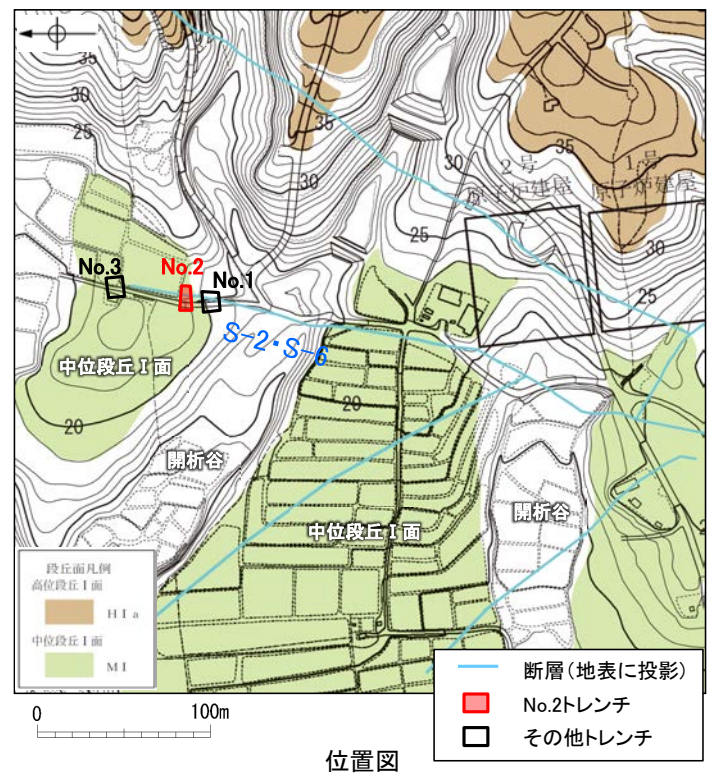 35
30
25
35
30
25
35
2号
原子炉建屋
1号
原子炉建屋
30
25
No.3
No.2
No.1
S-2・S-6
中位段丘Ⅰ面
20
開析谷
20
中位段丘Ⅰ面
開析谷
段丘面凡例
高位段丘Ⅰ面
HⅠa
中位段丘Ⅰ面
MⅠ
断層(地表に投影)
No.2トレンチ
その他トレンチ
0 100m
位置図